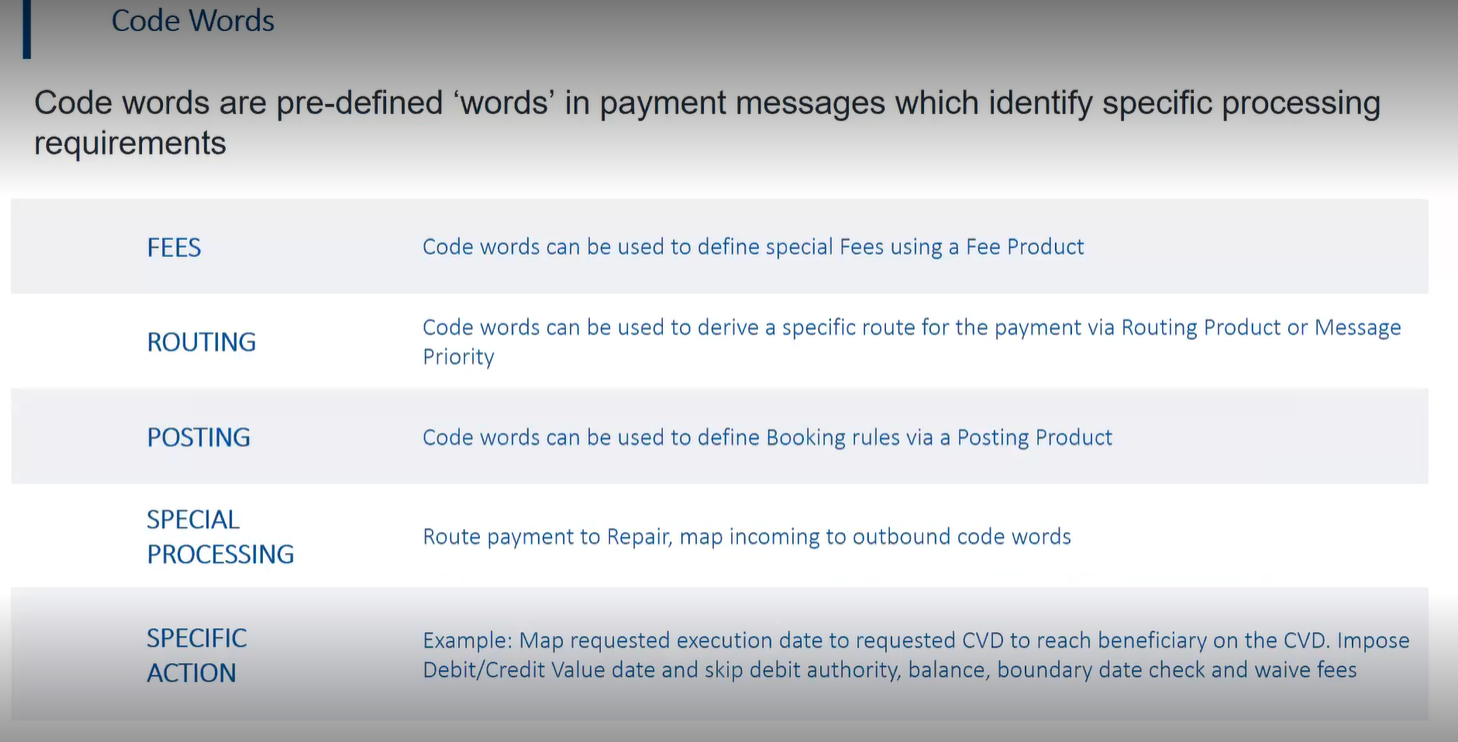 Code Words
Code words are pre-defined ‘words’ in payment messages which identify specific processing
requirements
FEES
Code words can be used to define special Fees using a Fee Product
ROUTING
Code words can be used to derive a specific route for the payment via Routing Product or Message
Priority
POSTING
Code words can be used to define Booking rules via a Posting Product
SPECIAL
PROCESSING
Route payment to Repair, map incoming to outbound code words
SPECIFIC
ACTION
Example: Map requested execution date to requested CVD to reach beneficiary on the CVD. Impose
Debit/Credit Value date and skip debit authority, balance, boundary date check and waive fees